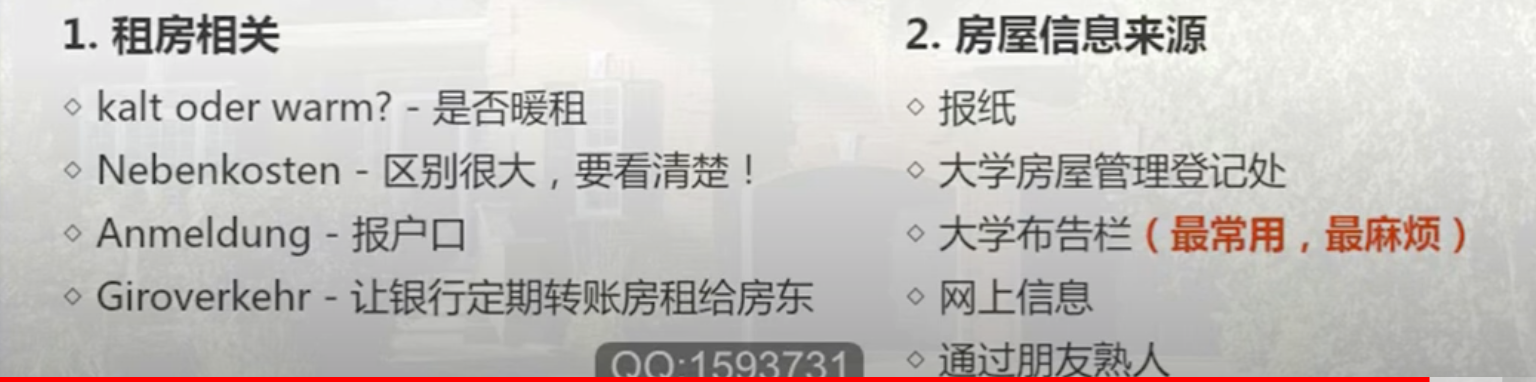 1. 租房相关
◇ kalt oder warm? - 是否暖租
◇ Nebenkosten - 区别很大，要看清楚！
◇ Anmeldung - 报户口
◇ Giroverkehr - 让银行定期转账房租给房东
2. 房屋信息来源
◇ 报纸
◇ 大学房屋管理登记处
◇ 大学布告栏（最常用，最麻烦）
◇ 网上信息
◇ 通过朋友熟人
QQ:1593731